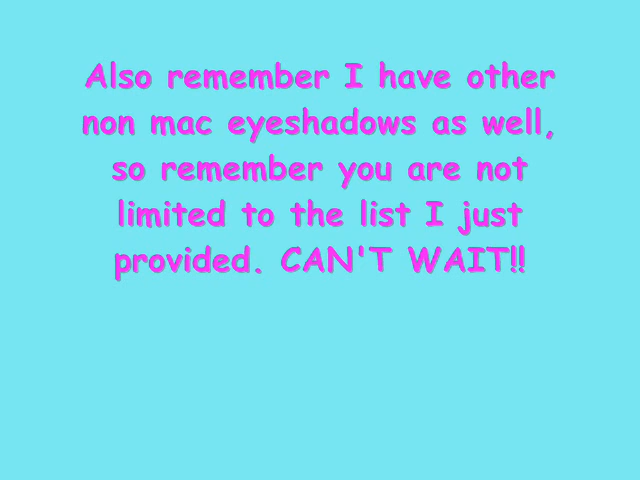 Also remember I have other
non mac eyeshadows as well,
so remember you are not
limited to the list I just
provided. CAN'T WAIT!!